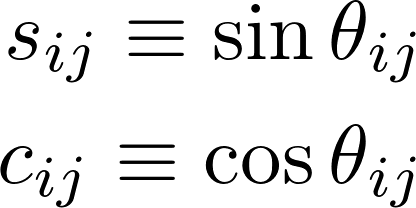 s_{ij} ≡ sin θ_{ij}
c_{ij} ≡ cos θ_{ij}